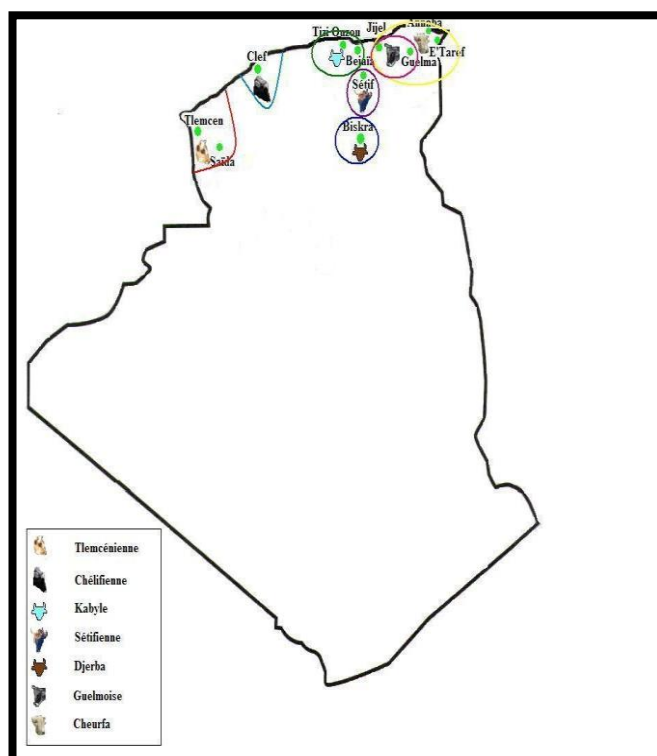 Annaba
Jijel
Tizi Ouzou
E'Taref
Clef
Bejaïa
Guelma
Sétif
Tlemcen
Biskra
Saïda
Tlemcénienne
Chélifienne
Kabyle
Sétifienne
Djerba
Guelmoise
Cheurfa